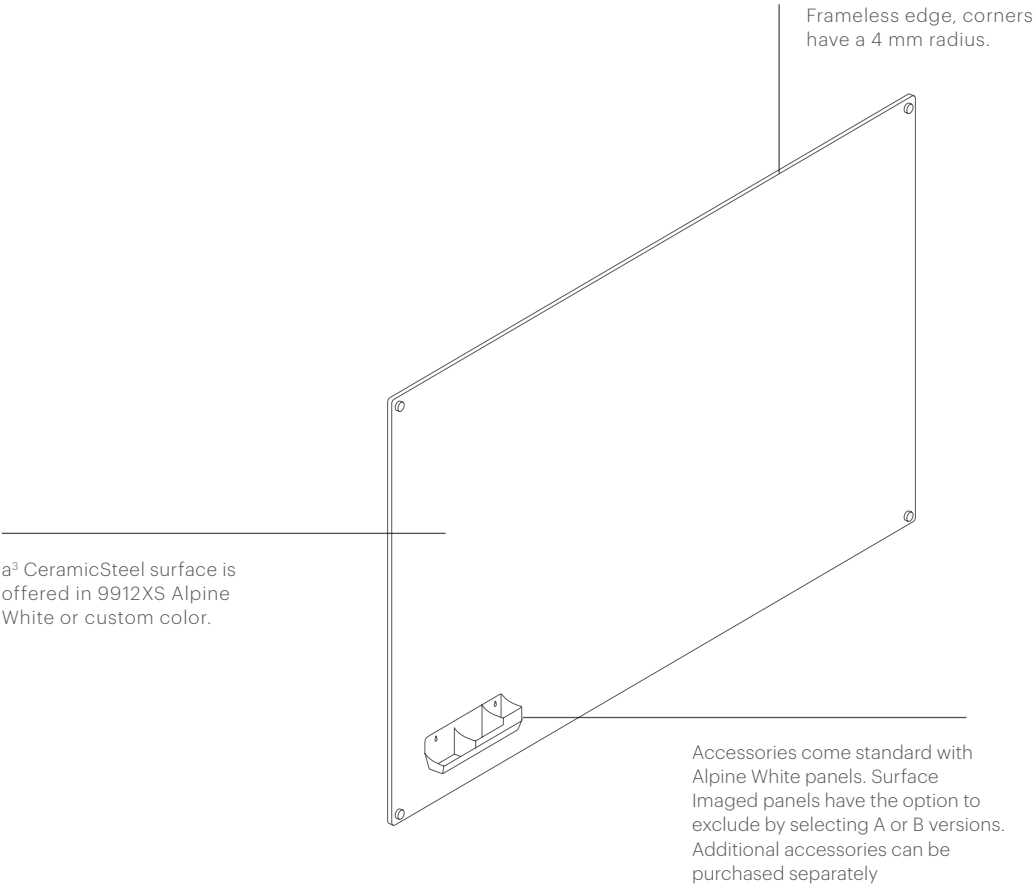 Frameless edge, corners
have a 4 mm radius.
a³ CeramicSteel surface is
offered in 9912XS Alpine
White or custom color.
Accessories come standard with
Alpine White panels. Surface
Imaged panels have the option to
exclude by selecting A or B versions.
Additional accessories can be
purchased separately